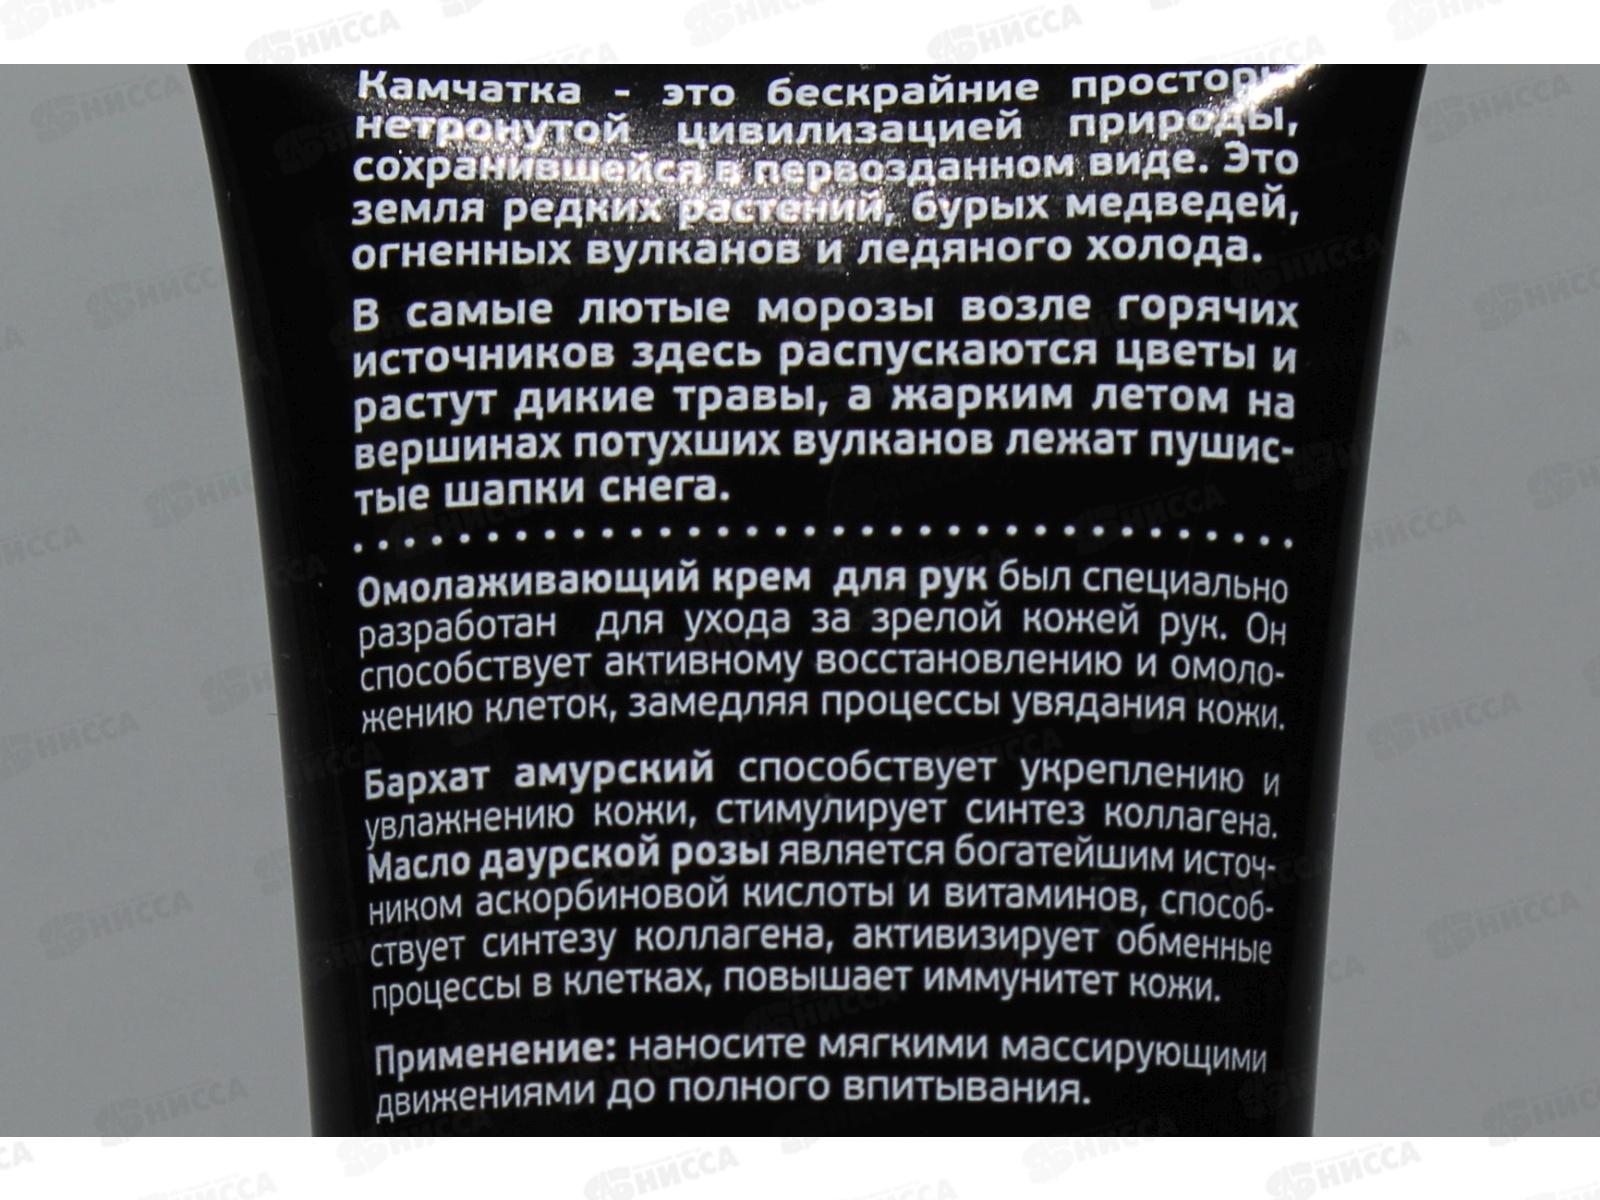 Камчатка - это бескрайние просторы
нетронутой цивилизацией природы,
сохранившейся в первозданном виде. Это
земля редких растений, бурых медведей,
огненных вулканов и ледяного холода.
В самые лютые морозы возле горячих
источников здесь распускаются цветы и
растут дикие травы, а жарким летом на
вершинах потухших вулканов лежат пушис-
тые шапки снега.
Омолаживающий крем для рук был специально
разработан для ухода за зрелой кожей рук. Он
способствует активному восстановлению и омоло-
жению клеток, замедляя процессы увядания кожи.
Бархат амурский способствует укреплению и
увлажнению кожи, стимулирует синтез коллагена.
Масло даурской розы является богатейшим источ-
ником аскорбиновой кислоты и витаминов, способ-
ствует синтезу коллагена, активизирует обменные
процессы в клетках, повышает иммунитет кожи.
Применение: наносите мягкими массирующими
движениями до полного впитывания.
НИССА